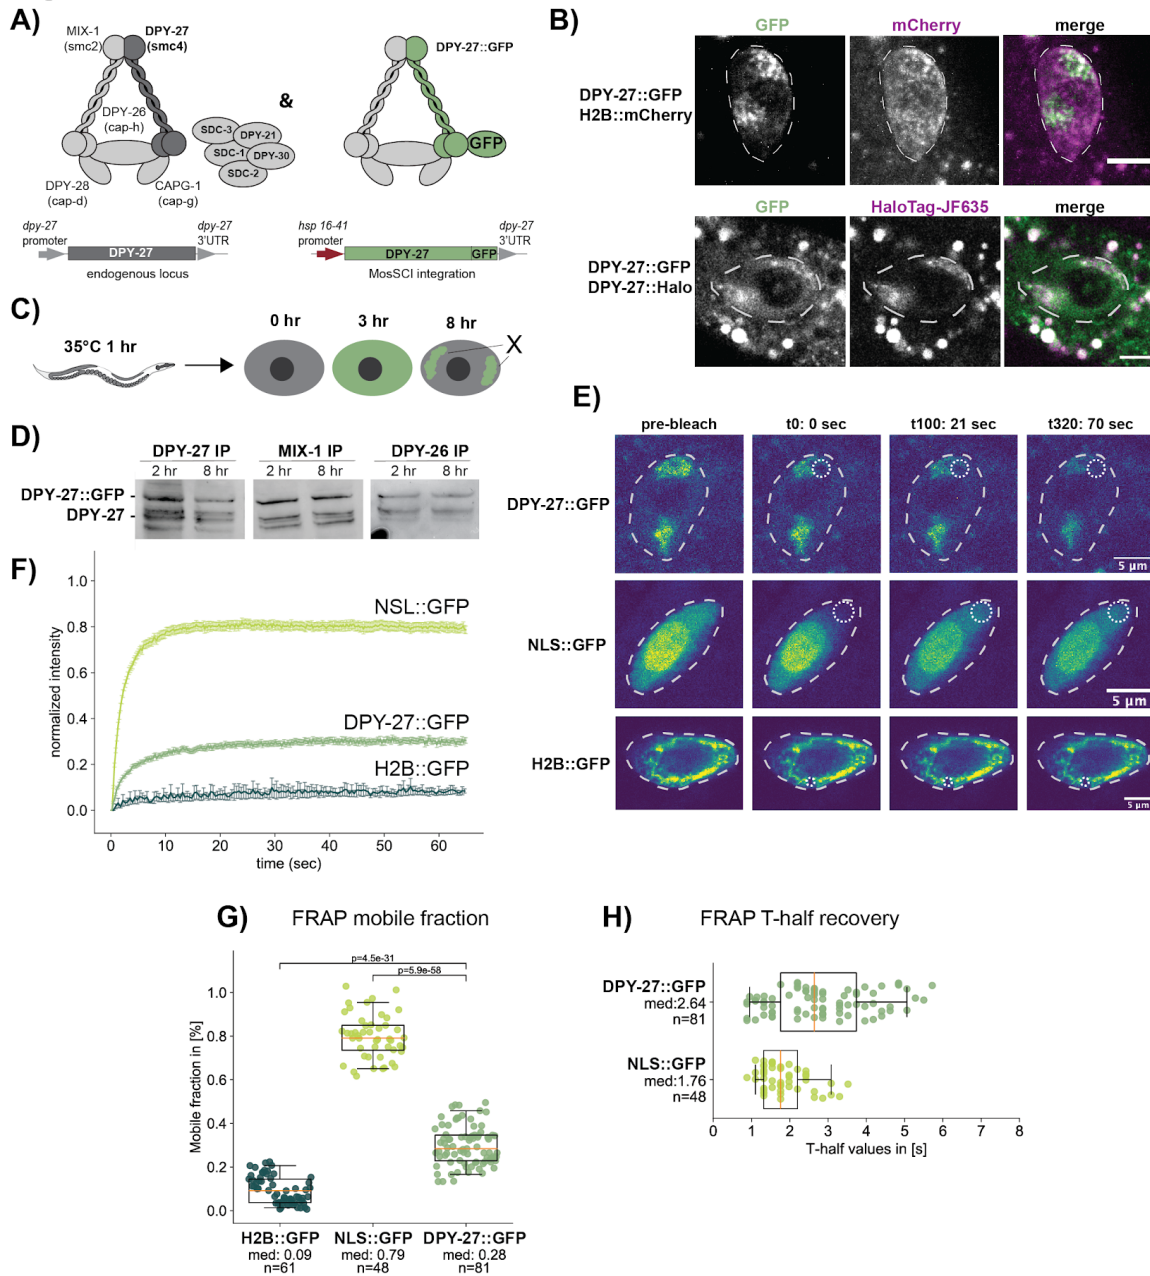 A)
MIX-1
(smc2)
DPY-27
(smc4)
DPY-26
(cap-h)
DPY-28
(cap-d)
CAPG-1
(cap-g)
SDC-3
DPY-21
SDC-1
DPY-30
SDC-2
&
DPY-27::GFP
GFP
dpy-27
promoter
DPY-27
dpy-27
3'UTR
endogenous locus
hsp 16-41
promoter
DPY-27
GFP
dpy-27
3'UTR
MosSCI integration
B)
GFP
mCherry
merge
DPY-27::GFP
H2B::mCherry
GFP
HaloTag-JF635
merge
DPY-27::GFP
DPY-27::Halo
C)
35°C 1 hr
0 hr
3 hr
8 hr
X
D)
DPY-27 IP
MIX-1 IP
DPY-26 IP
2 hr
8 hr
2 hr
8 hr
2 hr
8 hr
DPY-27::GFP -
DPY-27 -
E)
pre-bleach
t0: 0 sec
t100: 21 sec
t320: 70 sec
DPY-27::GFP
5 µm
NLS::GFP
5 µm
H2B::GFP
5 µm
F)
normalized intensity
1.0
0.8
0.6
0.4
0.2
0.0
NSL::GFP
DPY-27::GFP
H2B::GFP
0
10
20
30
40
50
60
time (sec)
G)
FRAP mobile fraction
p=4.5e-31
p=5.9e-58
Mobile fraction in [%]
1.0
0.8
0.6
0.4
0.2
0.0
H2B::GFP
med: 0.09
n=61
NLS::GFP
med: 0.79
n=48
DPY-27::GFP
med: 0.28
n=81
H)
FRAP T-half recovery
DPY-27::GFP
med:2.64
n=81
NLS::GFP
med:1.76
n=48
0
1
2
3
4
5
6
7
8
T-half values in [s]